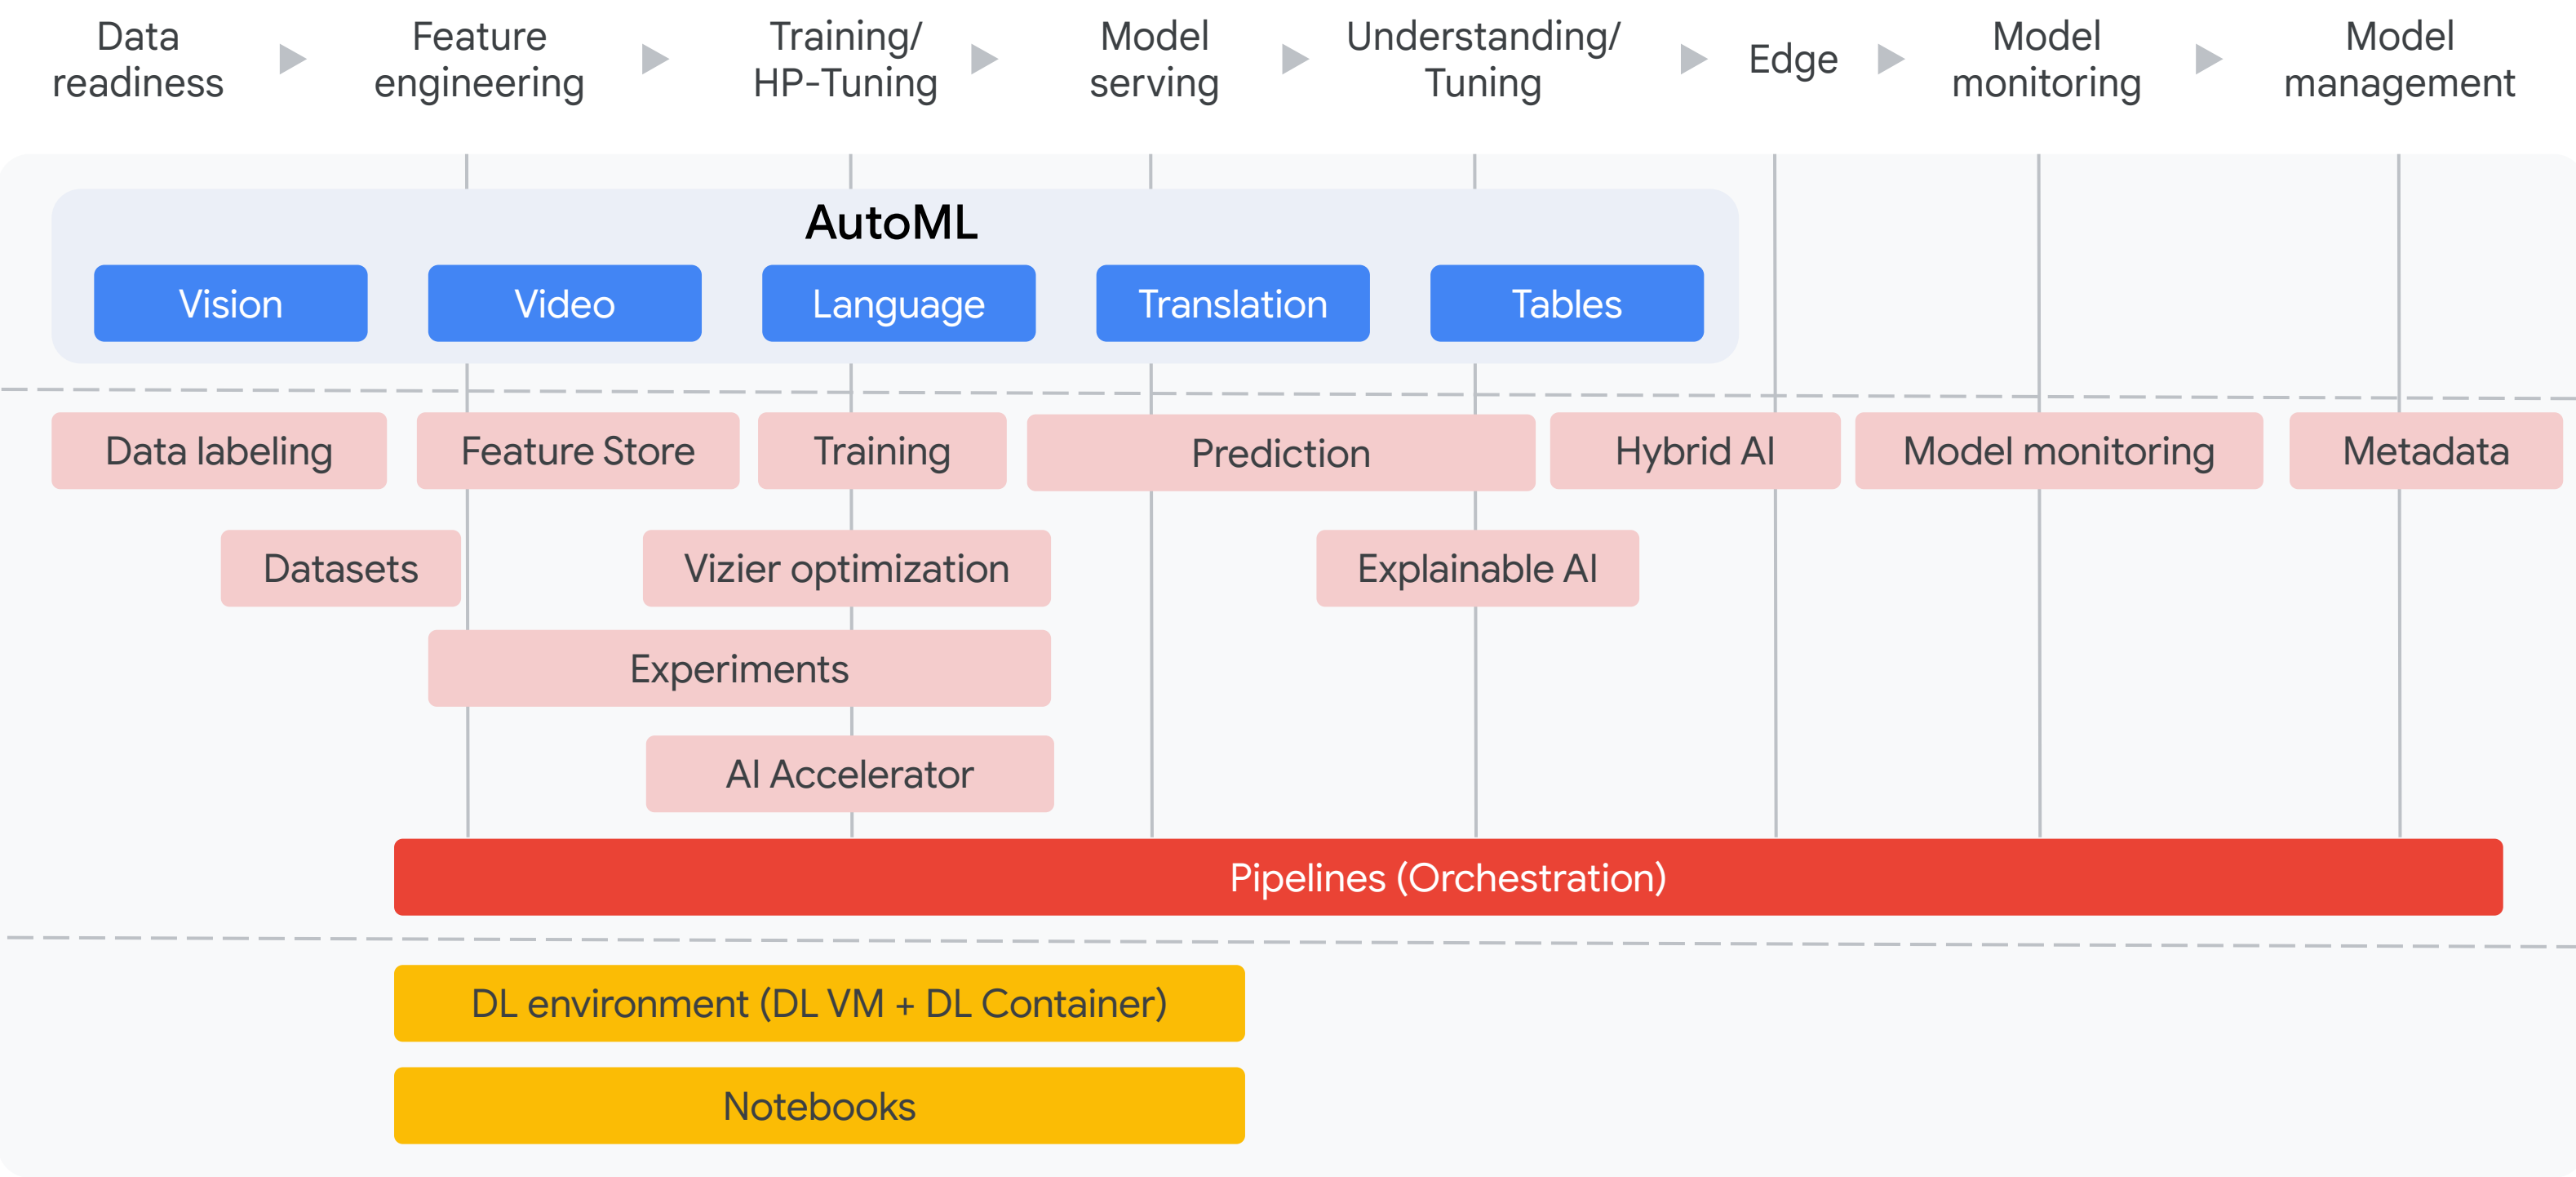 Data
readiness
Feature
engineering
Training/
HP-Tuning
Model
serving
Understanding/
Tuning
Edge
Model
monitoring
Model
management
AutoML
Vision
Video
Language
Translation
Tables
Data labeling
Feature Store
Training
Prediction
Hybrid AI
Model monitoring
Metadata
Datasets
Vizier optimization
Explainable AI
Experiments
AI Accelerator
Pipelines (Orchestration)
DL environment (DL VM + DL Container)
Notebooks